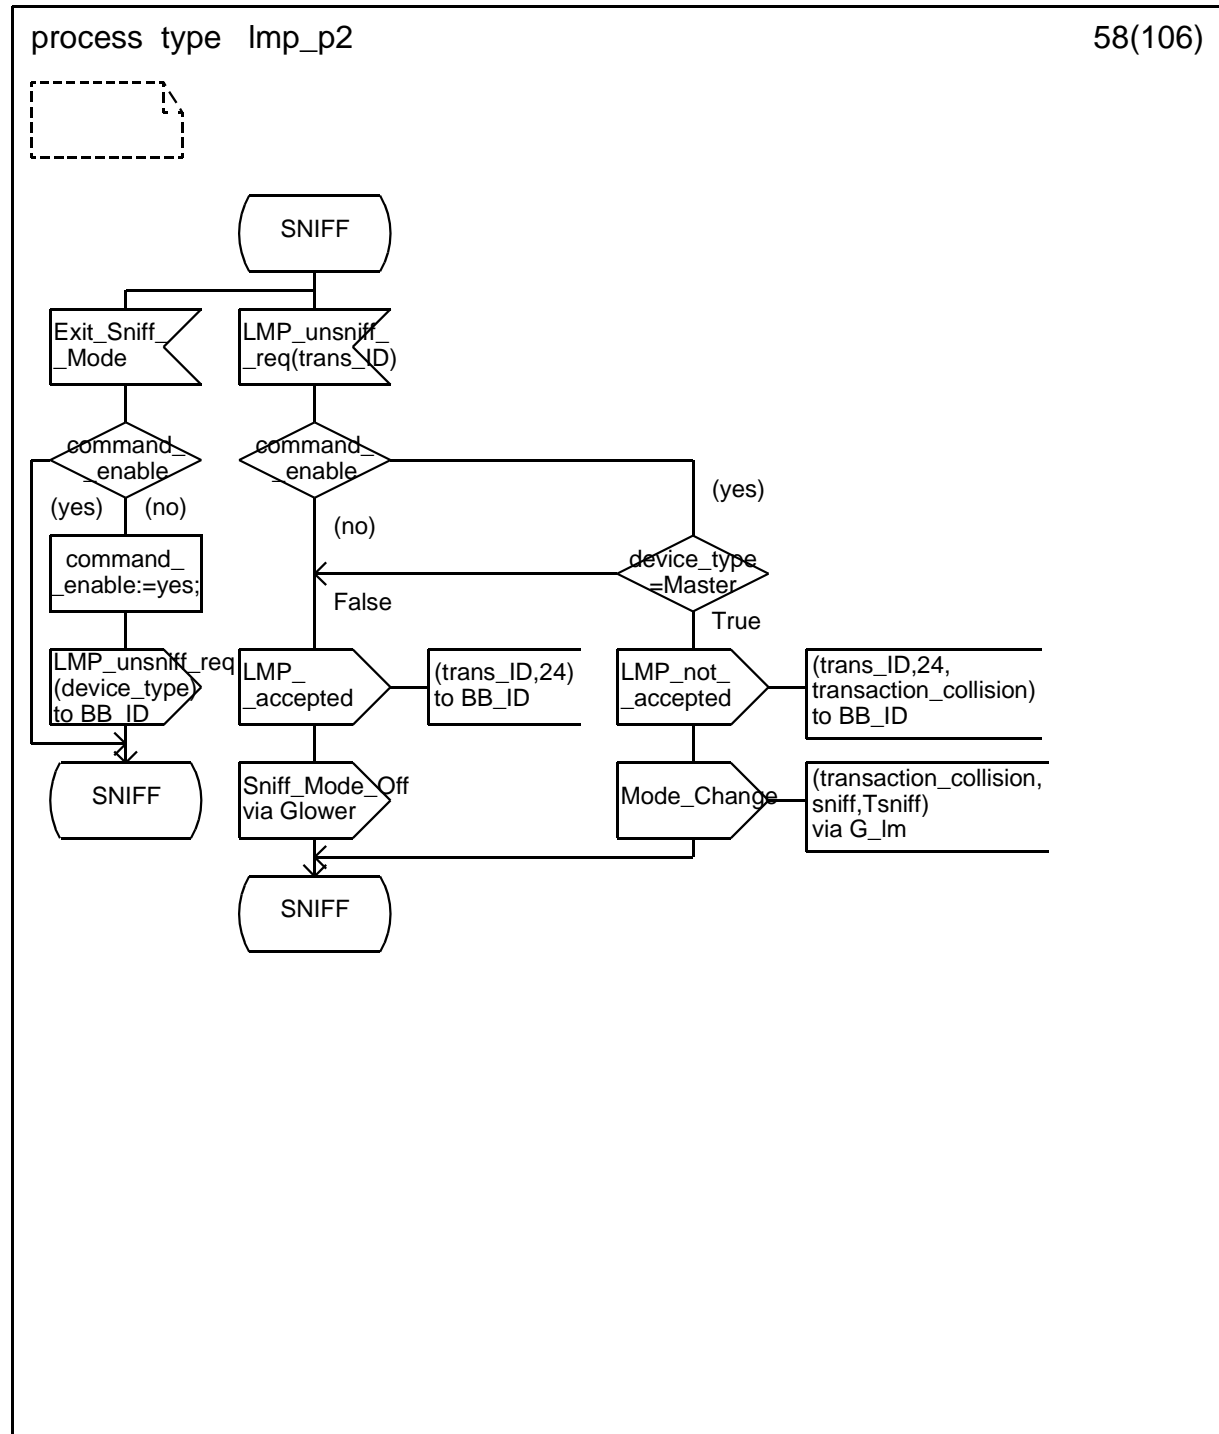 process type lmp_p2
58(106)
SNIFF
Exit_Sniff_
_Mode
LMP_unsniff_
_req(trans_ID)
command_
_enable
command_
_enable
(yes)
(no)
(no)
(yes)
command_
_enable:=yes;
device_type
=Master
False
True
LMP_unsniff_req
(device_type)
to BB_ID
LMP_
_accepted
(trans_ID,24)
to BB_ID
LMP_not_
_accepted
(trans_ID,24,
transaction_collision)
to BB_ID
SNIFF
Sniff_Mode_Off
via Glower
Mode_Change
(transaction_collision,
sniff,Tsniff)
via G_lm
SNIFF